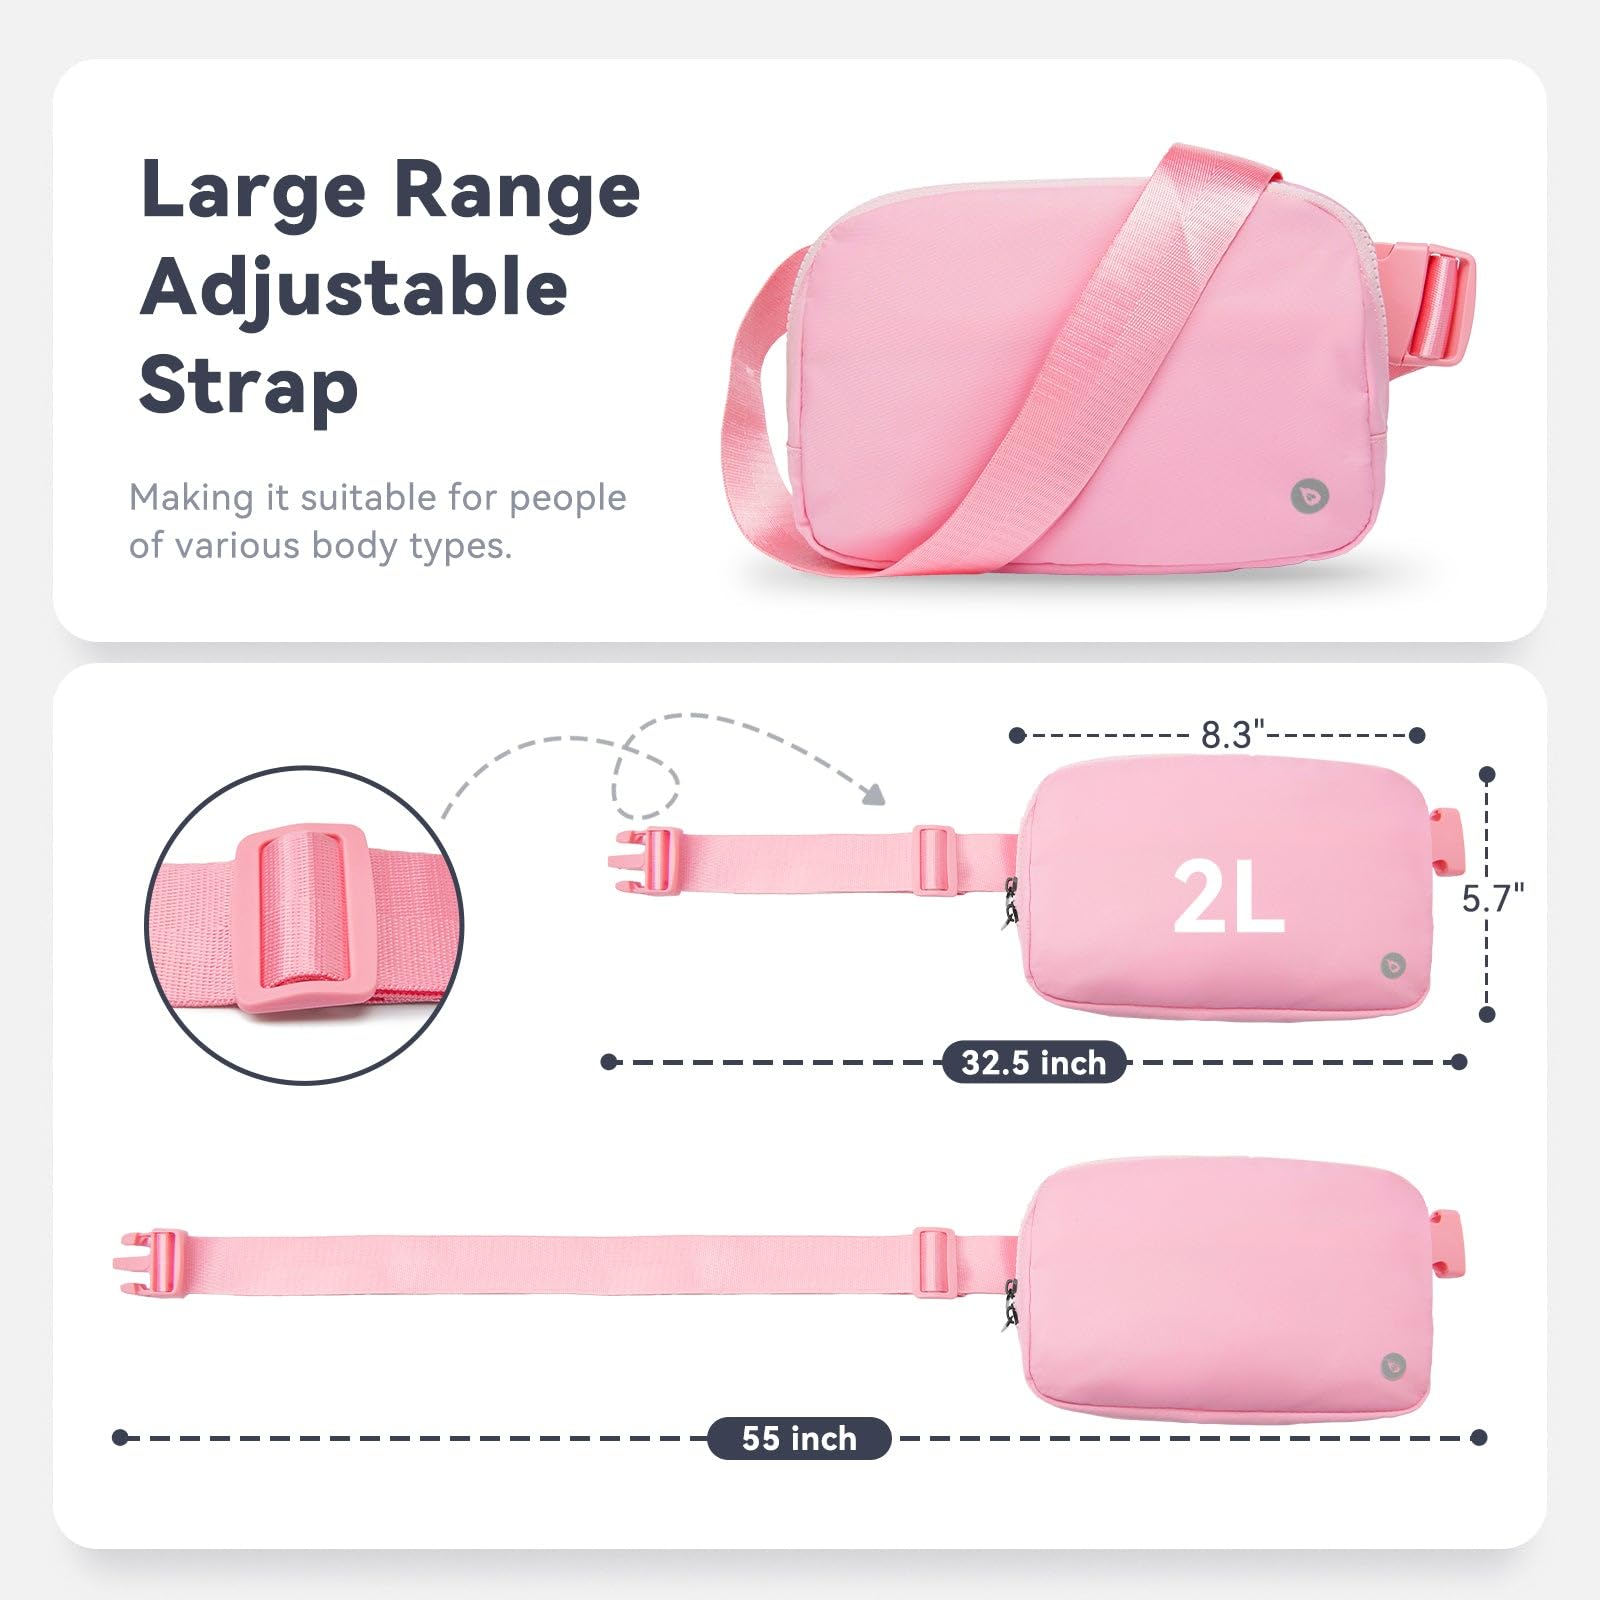 Large Range
Adjustable
Strap
Making it suitable for people
of various body types.
8.3"
2L
5.7"
32.5 inch
55 inch